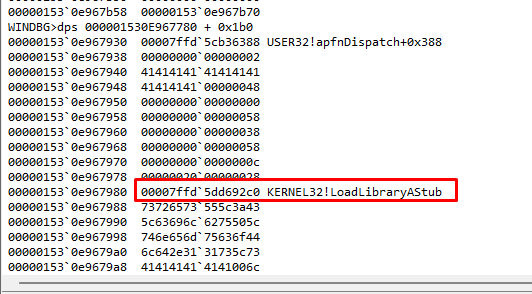 00000153`0e967b58  00000153`0e967b70
WINDBG>dps 000001530E967780 + 0x1b0
00000153`0e967930  00007ffd`5cb36388 USER32!apfnDispatch+0x388
00000153`0e967938  00000000`00000002
00000153`0e967940  41414141`41414141
00000153`0e967948  41414141`00000048
00000153`0e967950  00000000`00000000
00000153`0e967958  00000000`00000058
00000153`0e967960  00000000`00000038
00000153`0e967968  00000000`00000058
00000153`0e967970  00000000`0000000c
00000153`0e967978  00000020`00000028
00000153`0e967980  00007ffd`5dd692c0 KERNEL32!LoadLibraryAStub
00000153`0e967988  73726573`555c3a43
00000153`0e967990  5c63696c`6275505c
00000153`0e967998  746e656d`75636f44
00000153`0e9679a0  6c642e31`31735c73
00000153`0e9679a8  41414141`4141006c